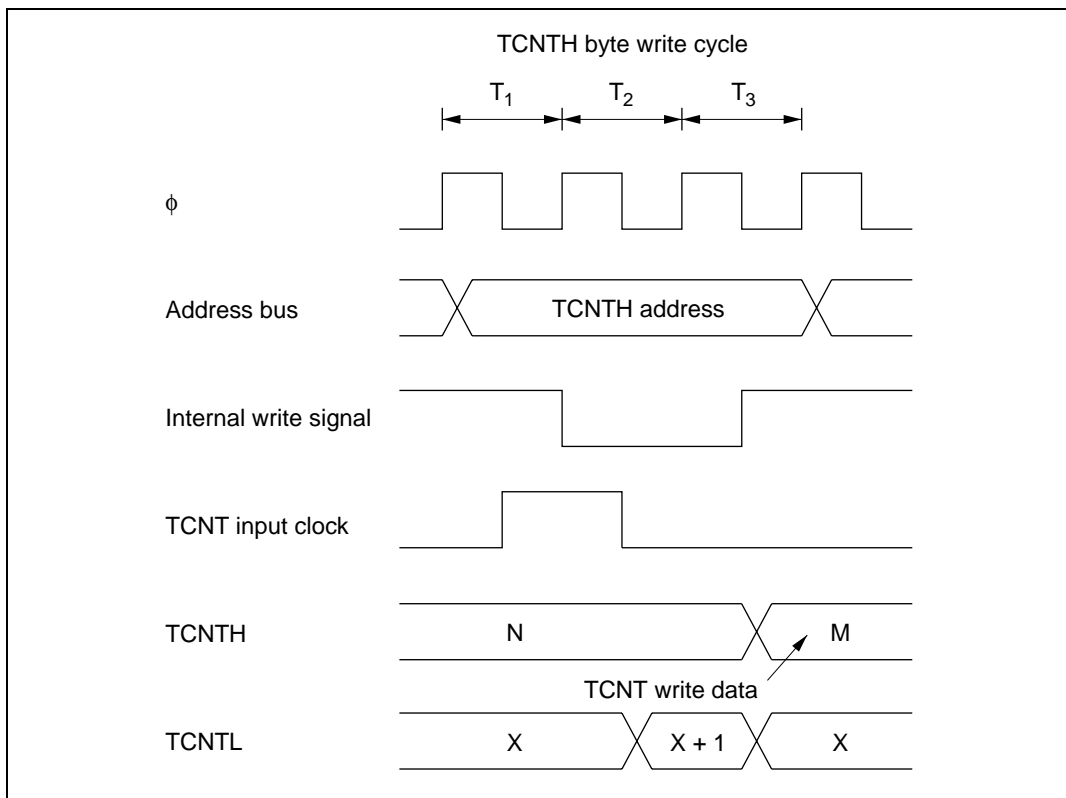 TCNTH byte write cycle
T1 T2 T3
φ
Address bus TCNTH address
Internal write signal
TCNT input clock
TCNTH N M
TCNT write data
TCNTL X X + 1 X